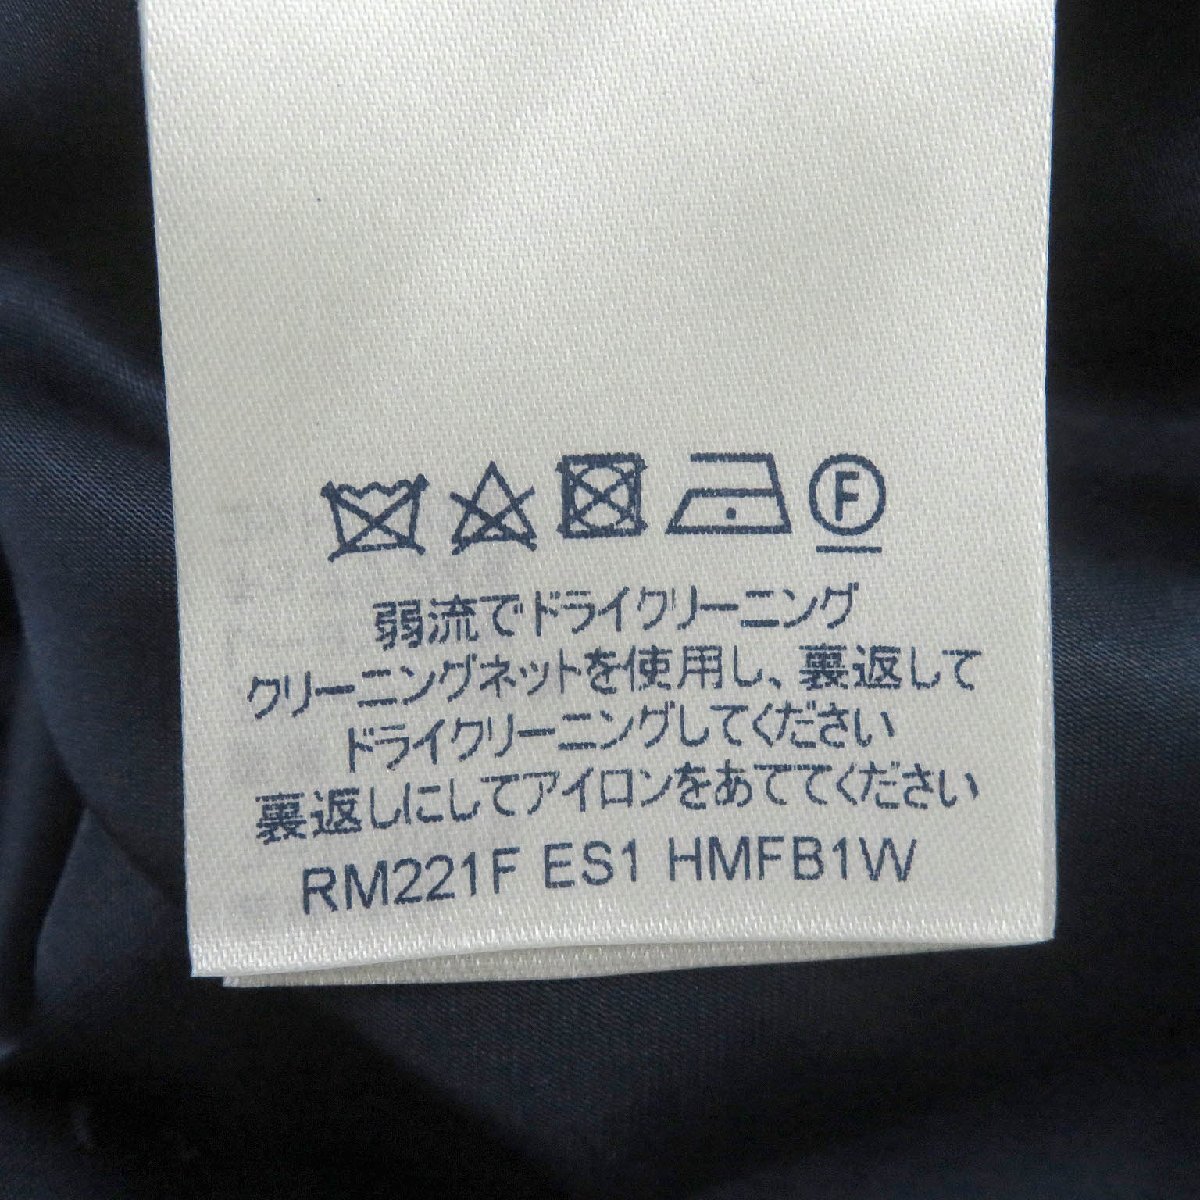 F
弱流でドライクリーニング
クリーニングネットを使用し、裏返して
ドライクリーニングしてください
裏返しにしてアイロンをあててください
RM221F ES1 HMFB1W